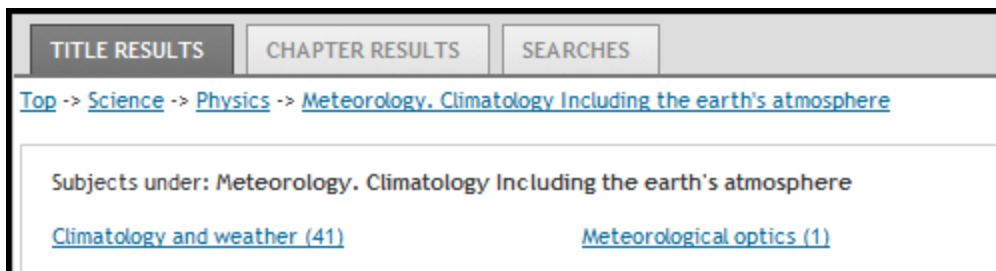 TITLE RESULTS CHAPTER RESULTS SEARCHES
Top -> Science -> Physics -> Meteorology. Climatology Including the earth's atmosphere
Subjects under: Meteorology. Climatology Including the earth's atmosphere
Climatology and weather (41) Meteorological optics (1)